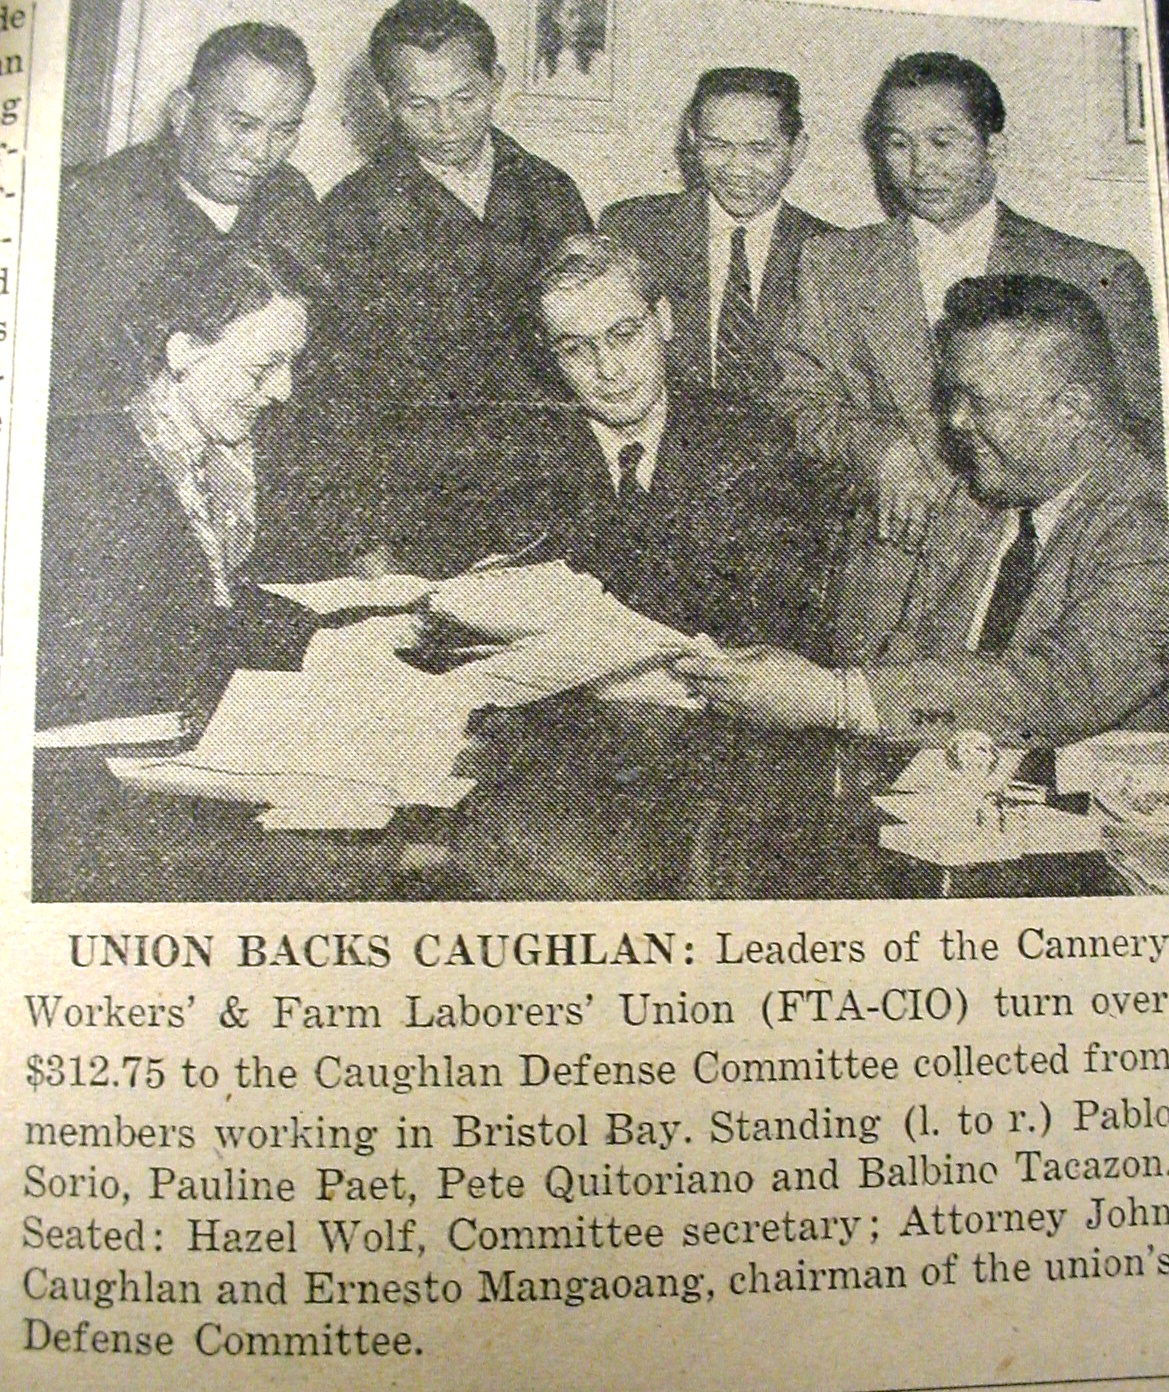 de
an
g
r-
r-
-
d
s
-
UNION BACKS CAUGHLAN: Leaders of the Cannery
Workers' & Farm Laborers' Union (FTA-CIO) turn over
$312.75 to the Caughlan Defense Committee collected from
members working in Bristol Bay. Standing (l. to r.) Pablo
Sorio, Pauline Paet, Pete Quitoriano and Balbino Tacazon.
Seated: Hazel Wolf, Committee secretary; Attorney John
Caughlan and Ernesto Mangaoang, chairman of the union's
Defense Committee.